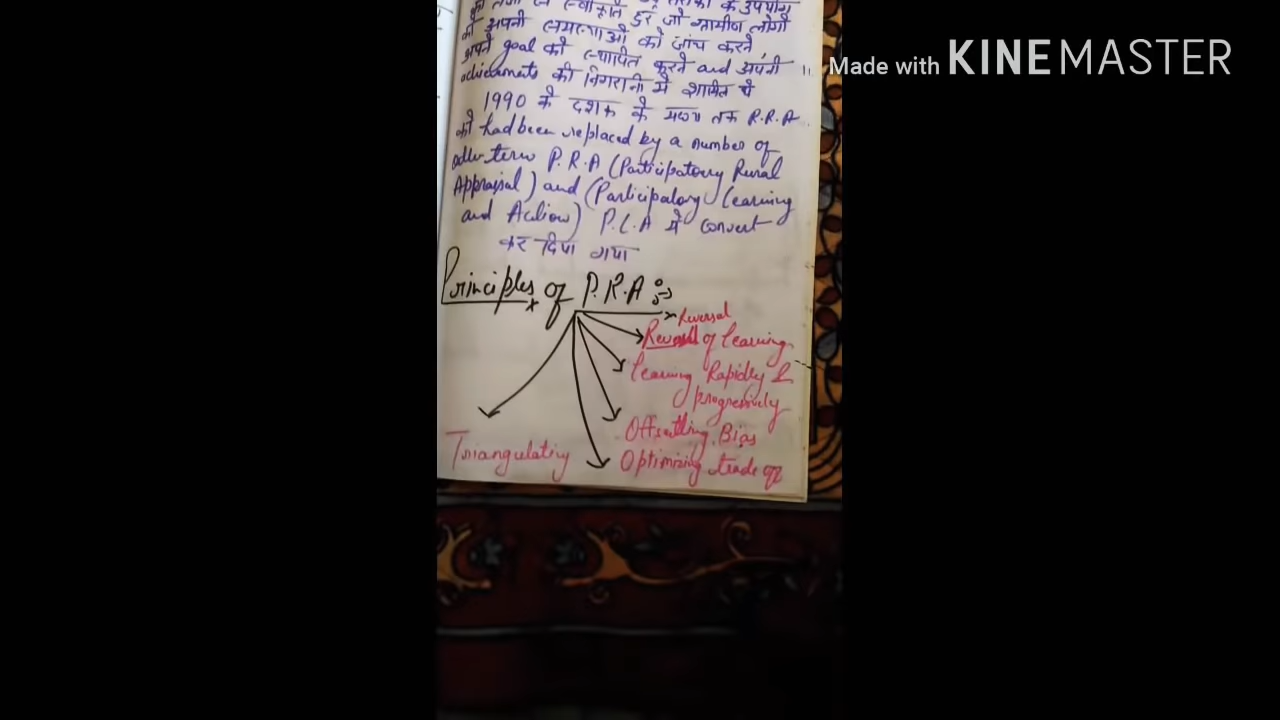 Made with KINEMASTER
की अपनी समस्याओं को जांच करने,
अपने goal को स्थापित करने and अपनी
achievements की निगरानी में शामिल थे
1990 के दशक के मध्य तक R.R.A
को had been replaced by a number of
other term P.R.A (Participatory Rural
Appraisal) and (Participatory Learning
and Action) P.L.A में convert
कर दिया गया
Principles of P.R.A :->
Reversal
of learning
learning Rapidly &
progressively
Offsetting Bias
Optimizing trade off
Triangulating